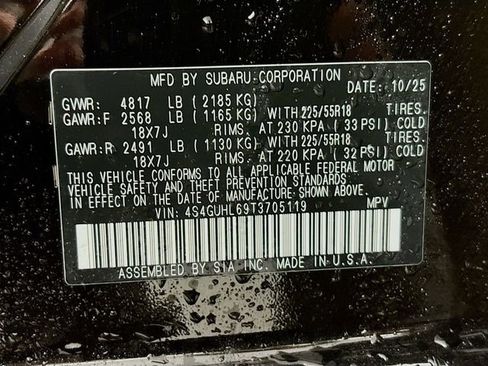 MFD BY SUBARU CORPORATION
DATE: 10/25
GVWR: 4817 LB (2185 KG)
GAWR:F 2568 LB (1165 KG) WITH 225/55R18 TIRES.
18X7J RIMS. AT 230 KPA (33 PSI) COLD
GAWR:R 2491 LB (1130 KG) WITH 225/55R18 TIRES.
18X7J RIMS. AT 220 KPA (32 PSI) COLD
THIS VEHICLE CONFORMS TO ALL APPLICABLE FEDERAL MOTOR
VEHICLE SAFETY AND BUMPER STANDARDS IN EFFECT ON THE
DATE OF MANUFACTURE SHOWN ABOVE.
VIN: 4S4GUHL69T3705119 MPV
ASSEMBLED BY SIA INC. MADE IN U.S.A.